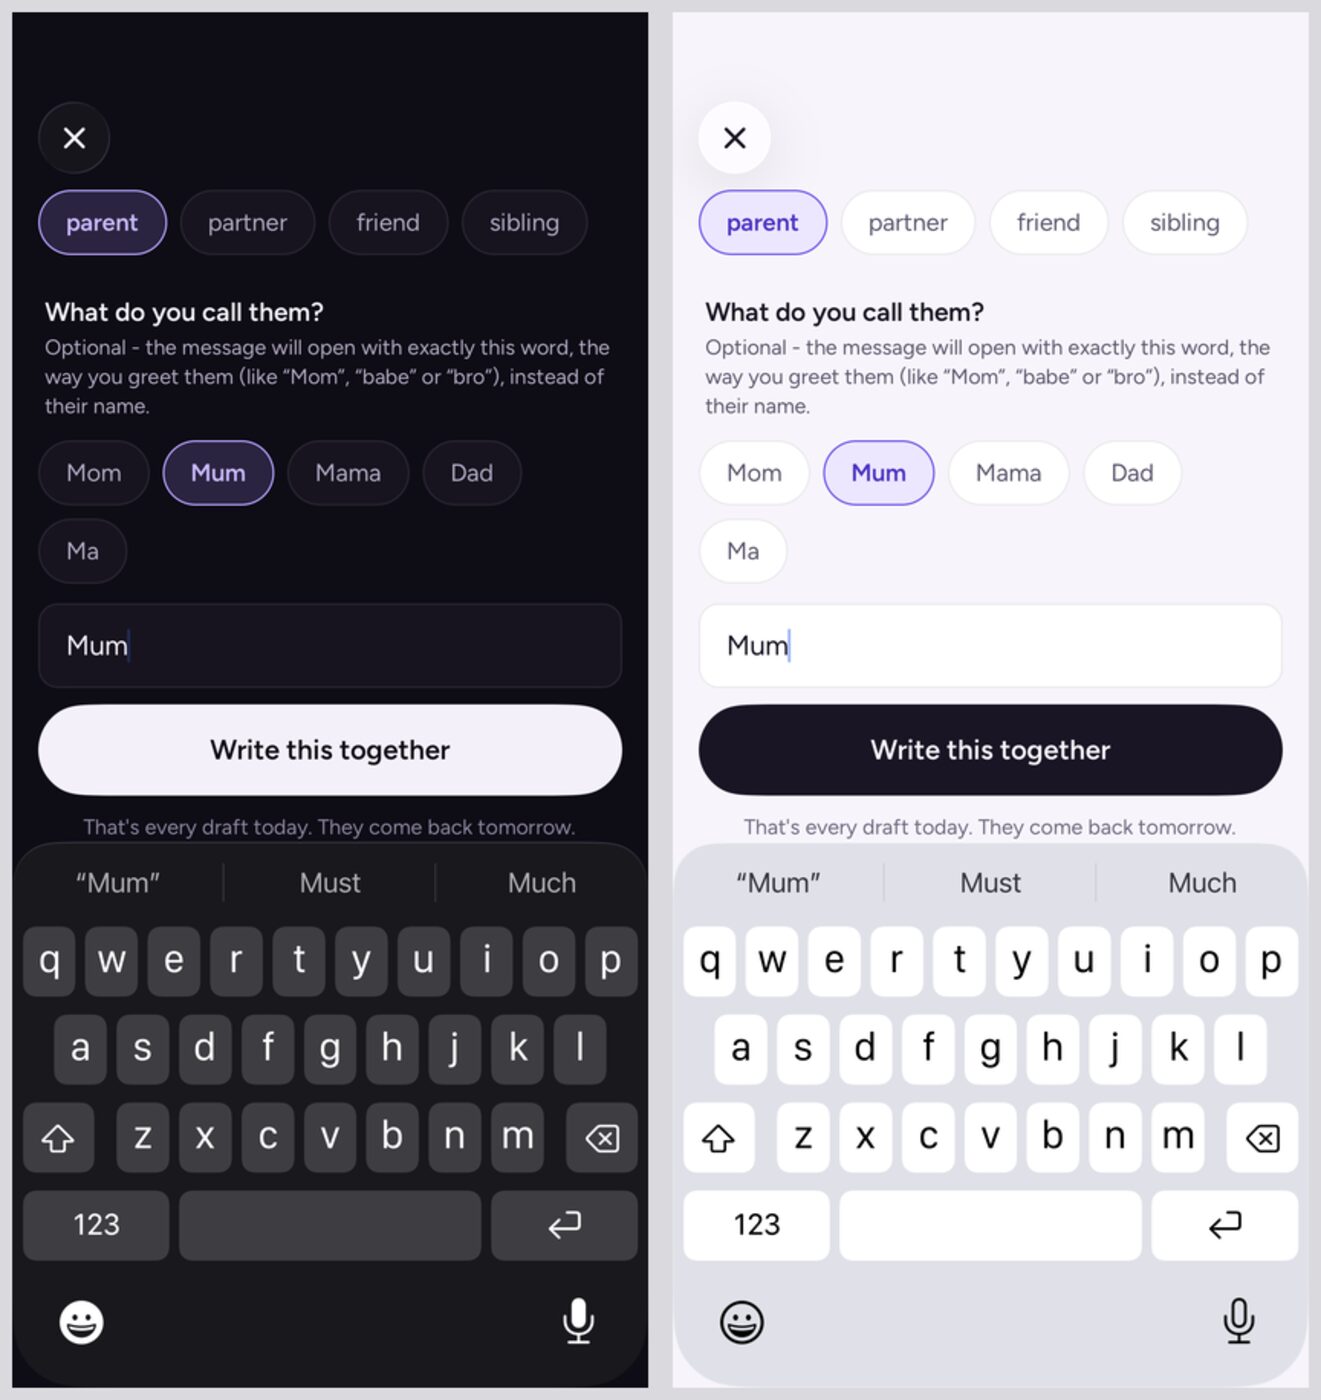 parent partner friend sibling
What do you call them?
Optional - the message will open with exactly this word, the
way you greet them (like “Mom”, “babe” or “bro”), instead of
their name.
Mom Mum Mama Dad
Ma
Mum
Write this together
That's every draft today. They come back tomorrow.
“Mum” Must Much
q w e r t y u i o p
a s d f g h j k l
z x c v b n m
123
parent partner friend sibling
What do you call them?
Optional - the message will open with exactly this word, the
way you greet them (like “Mom”, “babe” or “bro”), instead of
their name.
Mom Mum Mama Dad
Ma
Mum
Write this together
That's every draft today. They come back tomorrow.
“Mum” Must Much
q w e r t y u i o p
a s d f g h j k l
z x c v b n m
123